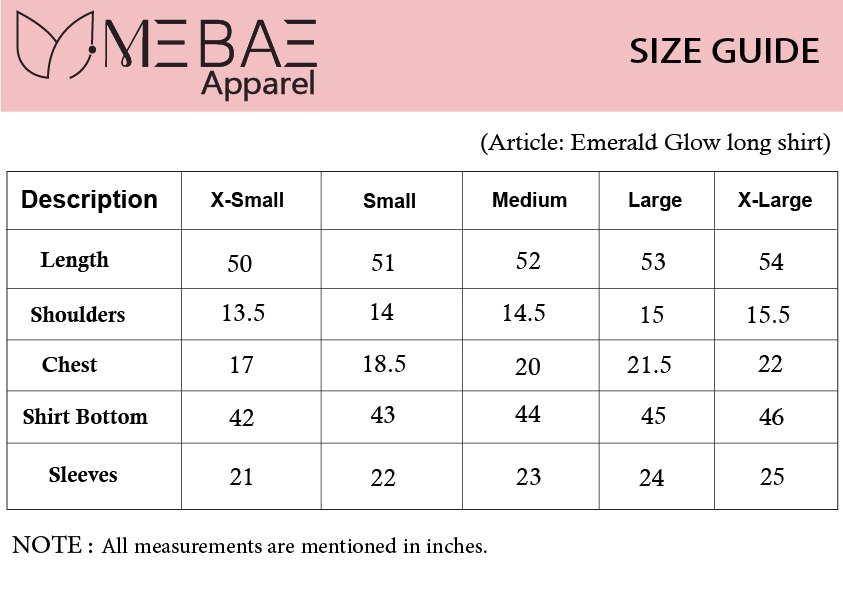 MEBAE
Apparel
SIZE GUIDE
(Article: Emerald Glow long shirt)
Description X-Small Small Medium Large X-Large
Length 50 51 52 53 54
Shoulders 13.5 14 14.5 15 15.5
Chest 17 18.5 20 21.5 22
Shirt Bottom 42 43 44 45 46
Sleeves 21 22 23 24 25
NOTE : All measurements are mentioned in inches.